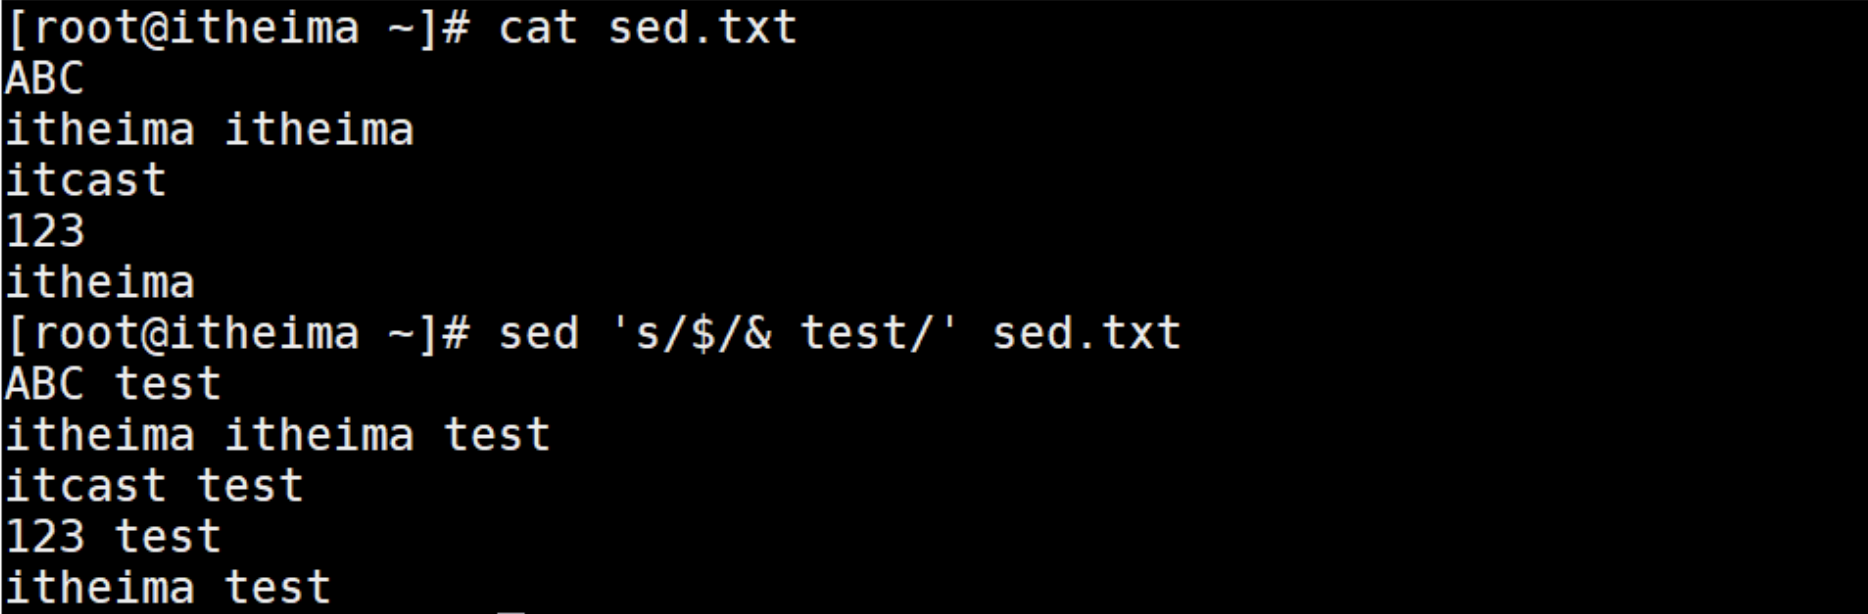 [root@itheima ~]# cat sed.txt
ABC
itheima itheima
itcast
123
itheima
[root@itheima ~]# sed 's/$/& test/' sed.txt
ABC test
itheima itheima test
itcast test
123 test
itheima test